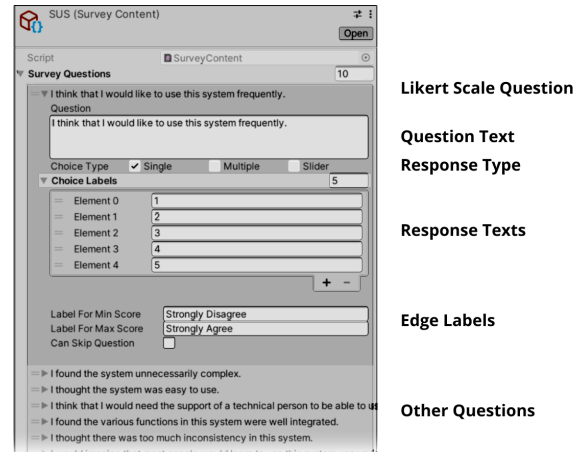 SUS (Survey Content)
Open
Script
SurveyContent
Survey Questions
10
I think that I would like to use this system frequently.
Likert Scale Question
Question
I think that I would like to use this system frequently.
Question Text
Choice Type
Single
Multiple
Slider
Response Type
Choice Labels
5
Element 0
1
Element 1
2
Element 2
3
Response Texts
Element 3
4
Element 4
5
+ −
Label For Min Score
Strongly Disagree
Edge Labels
Label For Max Score
Strongly Agree
Can Skip Question
I found the system unnecessarily complex.
I thought the system was easy to use.
I think that I would need the support of a technical person to be able to us
Other Questions
I found the various functions in this system were well integrated.
I thought there was too much inconsistency in this system.